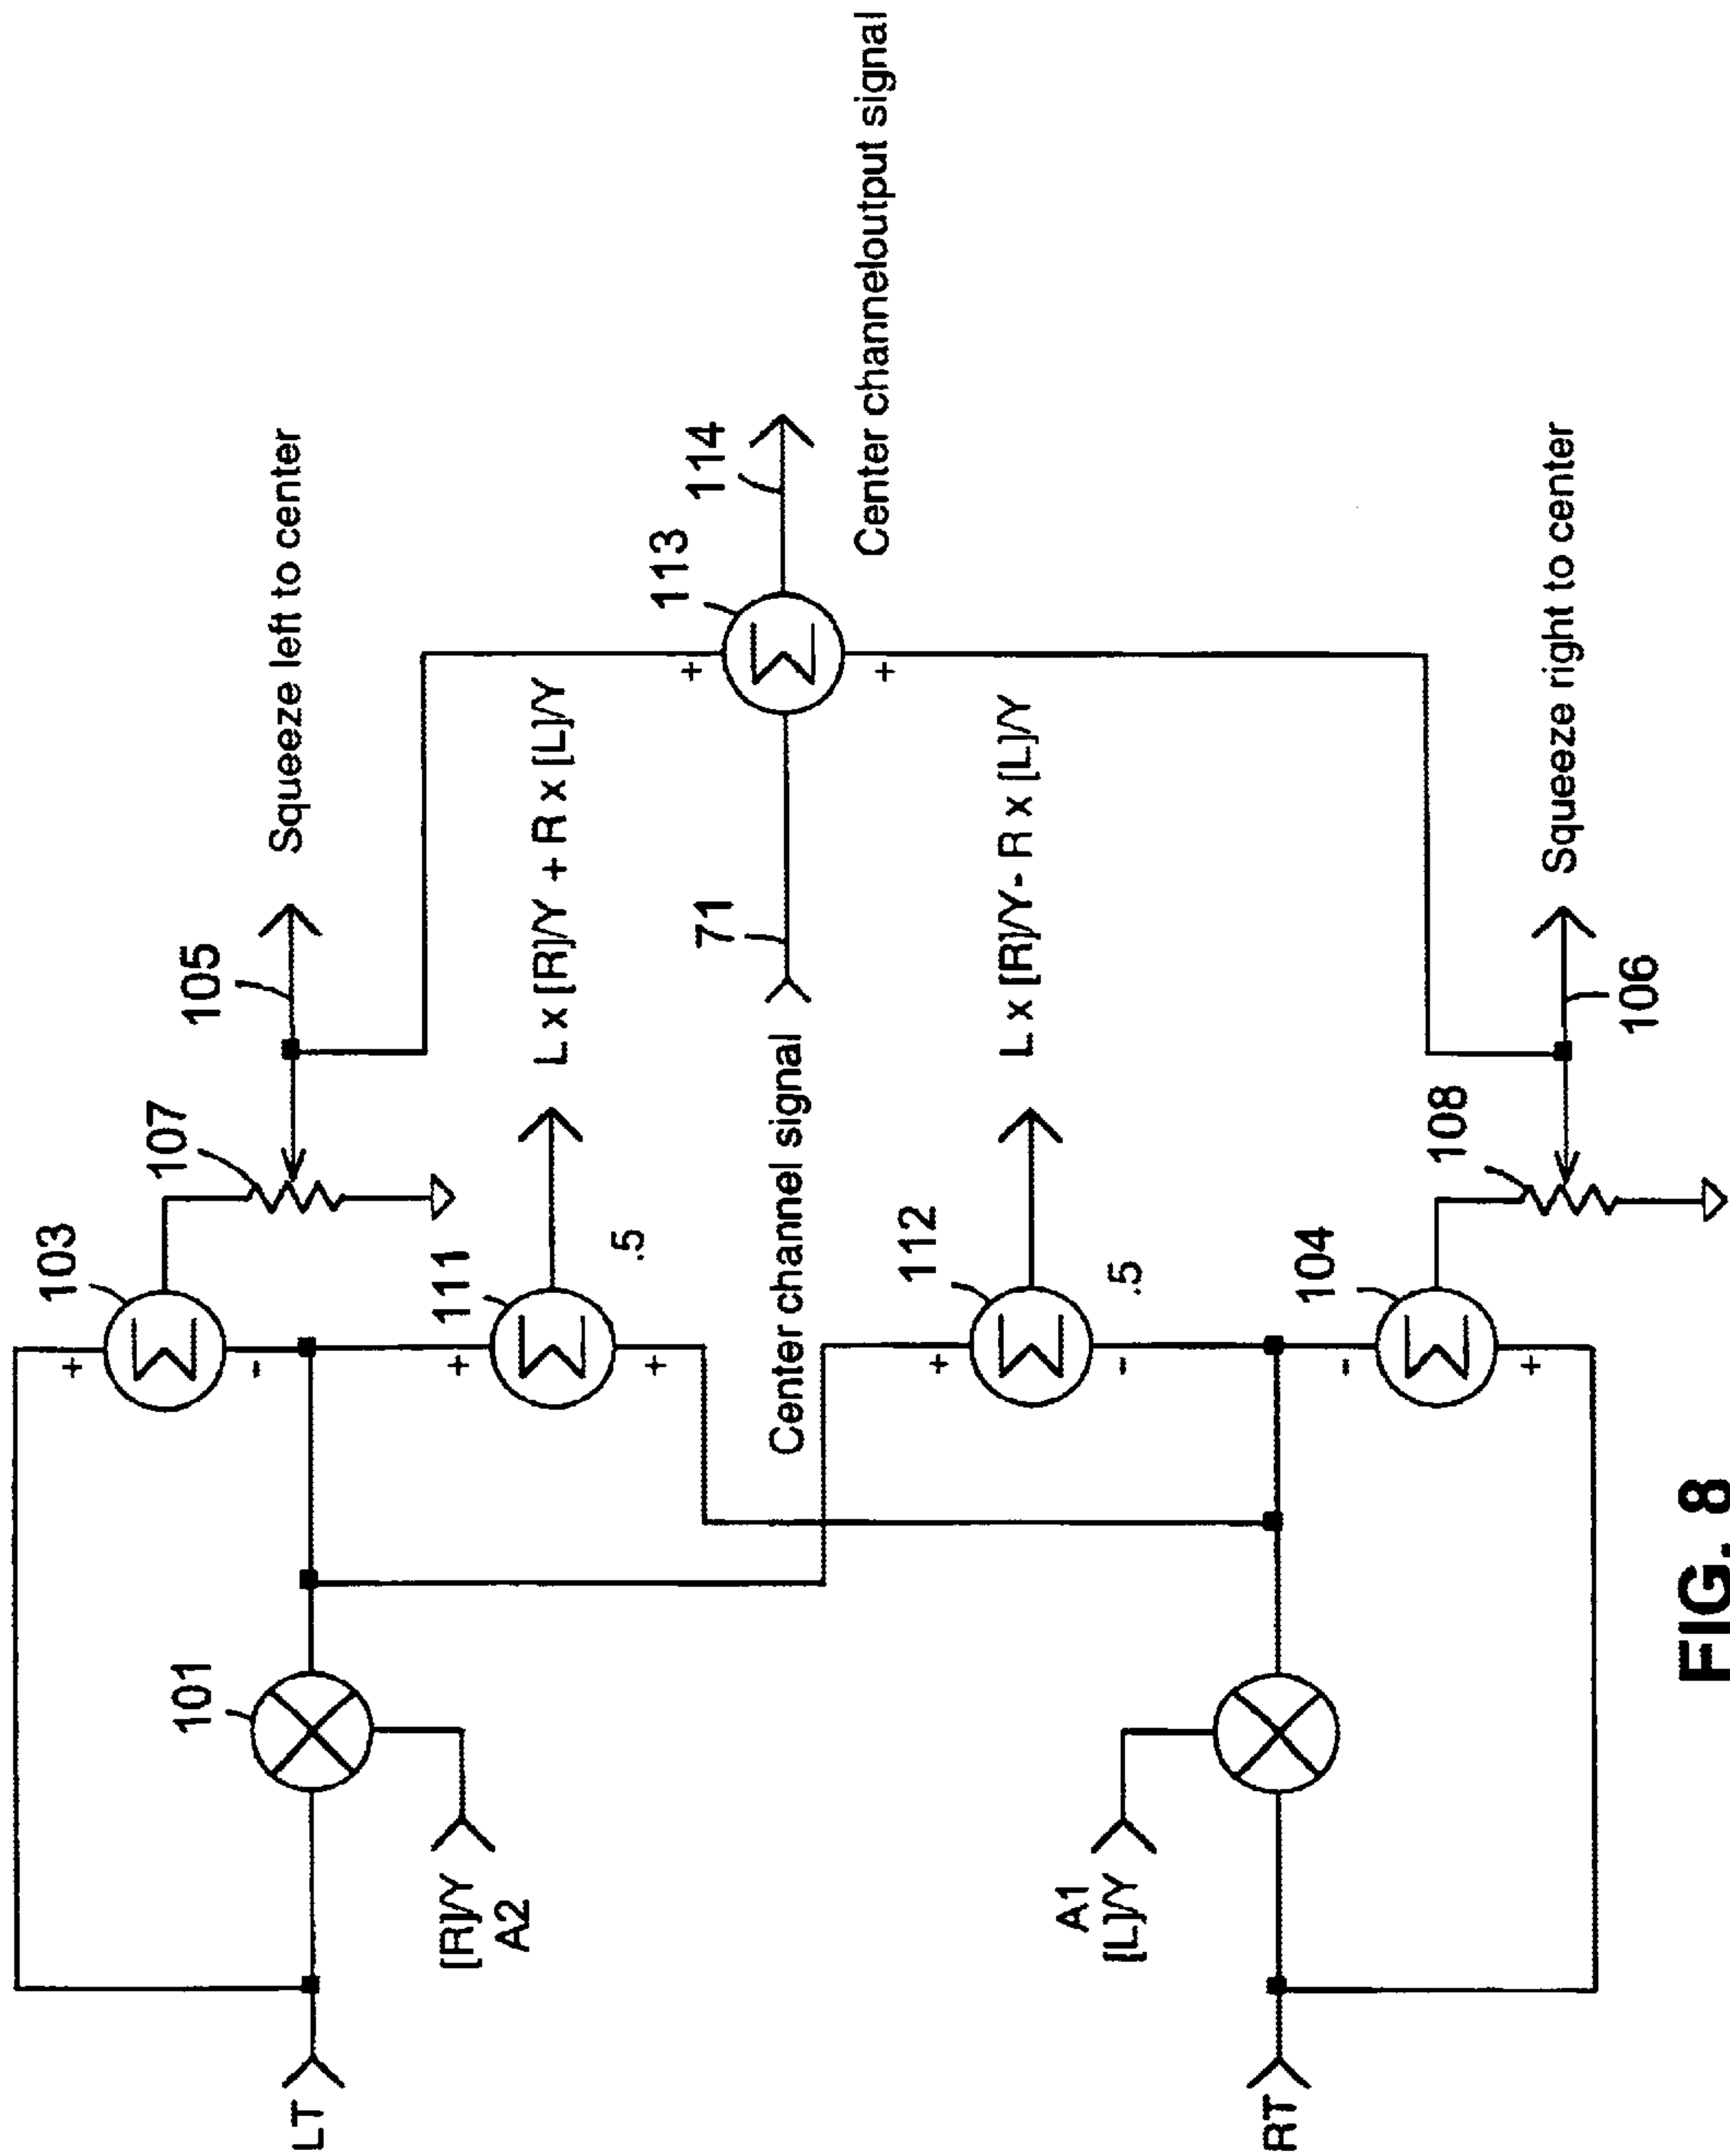 LT
RT
101
[R]/Y
A2
A1
[L]/Y
103
+
-
111
+
+
.5
112
+
-
.5
104
-
+
107
108
105
Squeeze left to center
L x [R]/Y + R x [L]/Y
Center channel signal
71
L x [R]/Y- R x [L]/Y
106
Squeeze right to center
113
+
+
114
Center channeloutput signal
FIG. 8